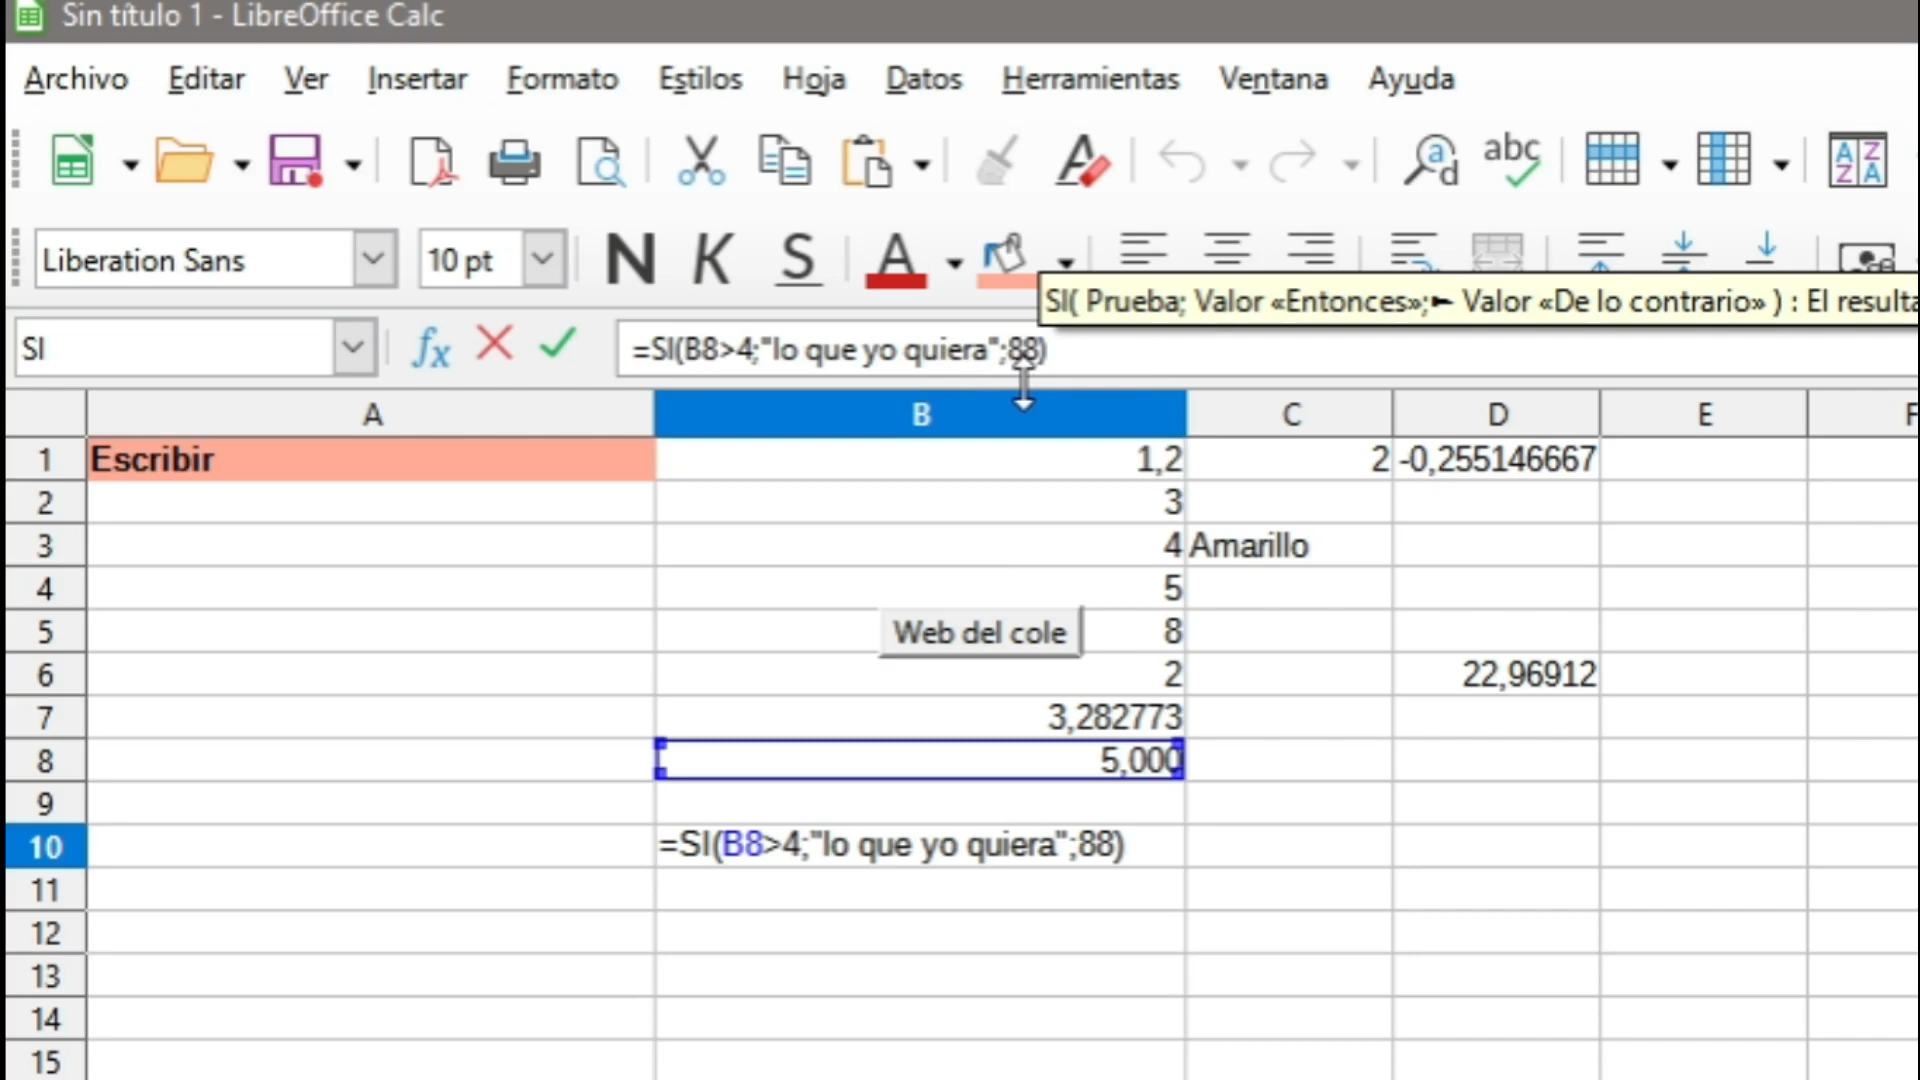 Sin título 1 - LibreOffice Calc
Archivo Editar Ver Insertar Formato Estilos Hoja Datos Herramientas Ventana Ayuda
abc
Liberation Sans 10 pt N K S A
SI( Prueba; Valor «Entonces»; Valor «De lo contrario» ) : El resulta
SI fx =SI(B8>4;"lo que yo quiera";88)
A B C D E F
1 Escribir 1,2 2 -0,255146667
2 3
3 4 Amarillo
4 5
5 Web del cole 8
6 2 22,96912
7 3,282773
8 5,000
9
10 =SI(B8>4;"lo que yo quiera";88)
11
12
13
14
15